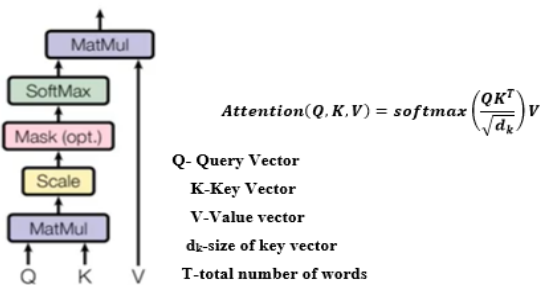 MatMul
SoftMax
Mask (opt.)
Scale
MatMul
Q K V
Attention(Q, K, V) = softmax(QK^T/√d_k)V
Q- Query Vector
K-Key Vector
V-Value vector
dk-size of key vector
T-total number of words